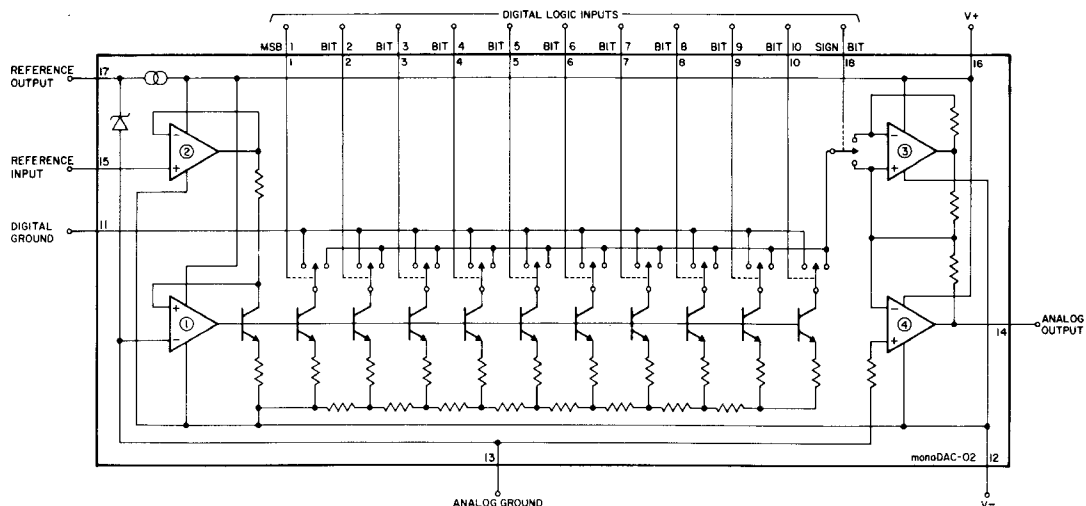 DIGITAL LOGIC INPUTS
V+
MSB 1 BIT 2 BIT 3 BIT 4 BIT 5 BIT 6 BIT 7 BIT 8 BIT 9 BIT 10 SIGN BIT
1 2 3 4 5 6 7 8 9 10 18 16
REFERENCE OUTPUT
17
②
③
REFERENCE INPUT
15
DIGITAL GROUND
11
①
④
ANALOG OUTPUT
14
monoDAC-02
13
12
ANALOG GROUND
V−